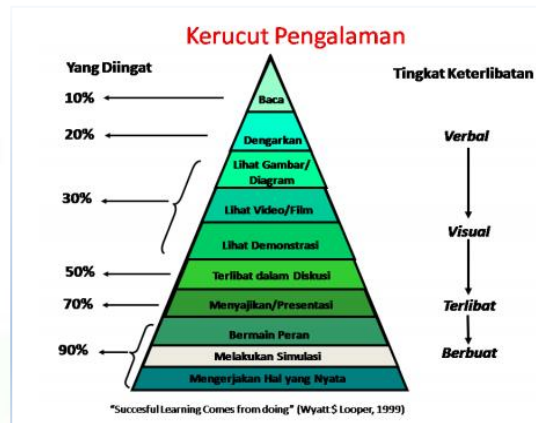 Kerucut Pengalaman
Yang Diingat
Tingkat Keterlibatan
10%
Baca
20%
Dengarkan
Verbal
Lihat Gambar/
Diagram
30%
Lihat Video/Film
Lihat Demonstrasi
Visual
50%
Terlibat dalam Diskusi
70%
Menyajikan/Presentasi
Terlibat
Bermain Peran
90%
Melakukan Simulasi
Berbuat
Mengerjakan Hal yang Nyata
"Succesful Learning Comes from doing" (Wyatt $ Looper, 1999)